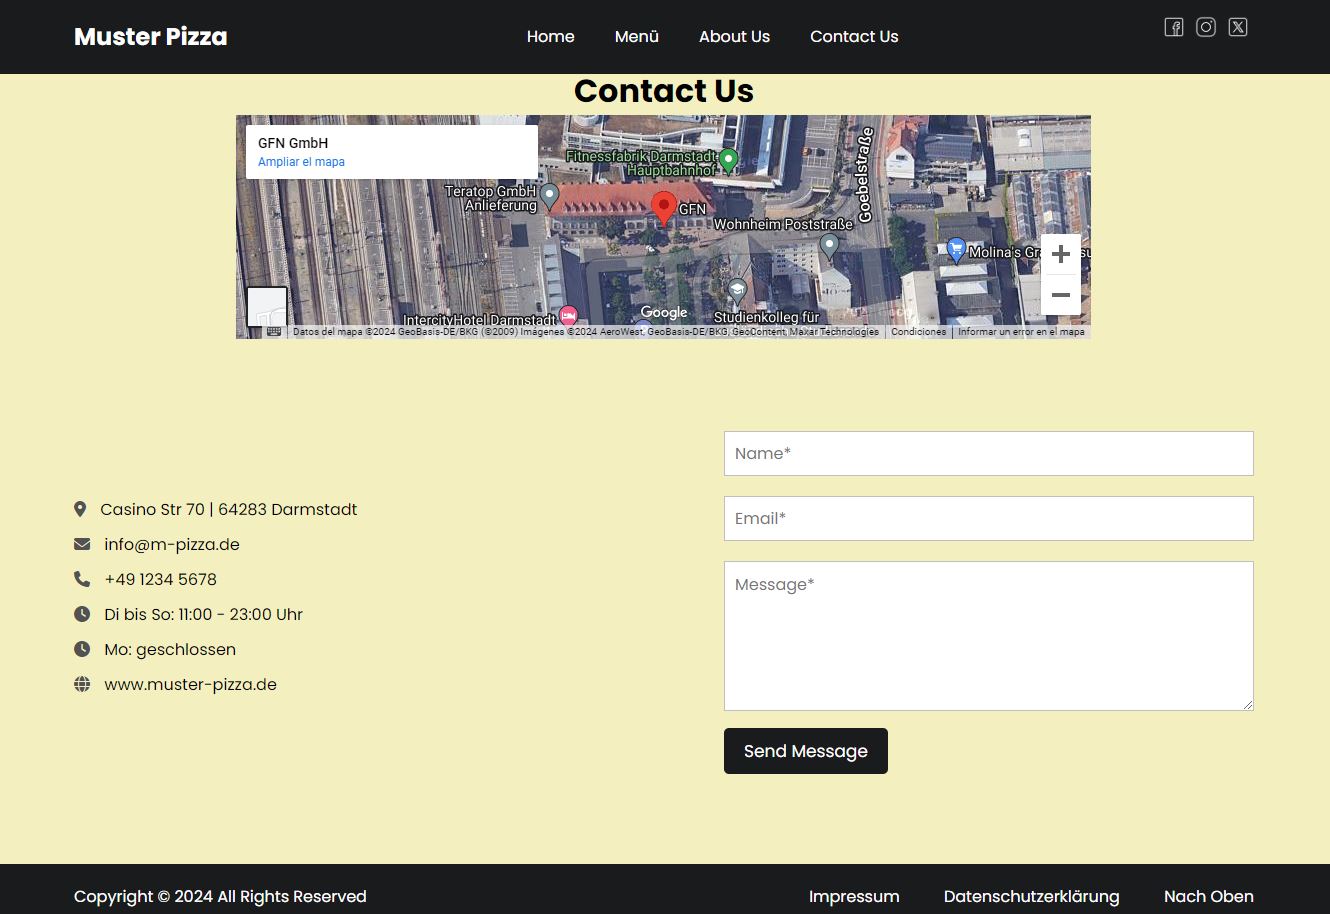 Muster Pizza
Home
Menü
About Us
Contact Us
Contact Us
GFN GmbH
Ampliar el mapa
Fitnessfabrik Darmstadt
Hauptbahnhof
Goebelstraße
Teratop GmbH
Anlieferung
GFN
Wohnheim Poststraße
Molina's Gr
IntercityHotel Darmstadt
Google
Studienkolleg für
Datos del mapa ©2024 GeoBasis-DE/BKG (©2009) Imágenes ©2024 AeroWest, GeoBasis-DE/BKG, GeoContent, Maxar Technologies
Condiciones
Informar un error en el mapa
Casino Str 70 | 64283 Darmstadt
info@m-pizza.de
+49 1234 5678
Di bis So: 11:00 - 23:00 Uhr
Mo: geschlossen
www.muster-pizza.de
Name*
Email*
Message*
Send Message
Copyright © 2024 All Rights Reserved
Impressum
Datenschutzerklärung
Nach Oben